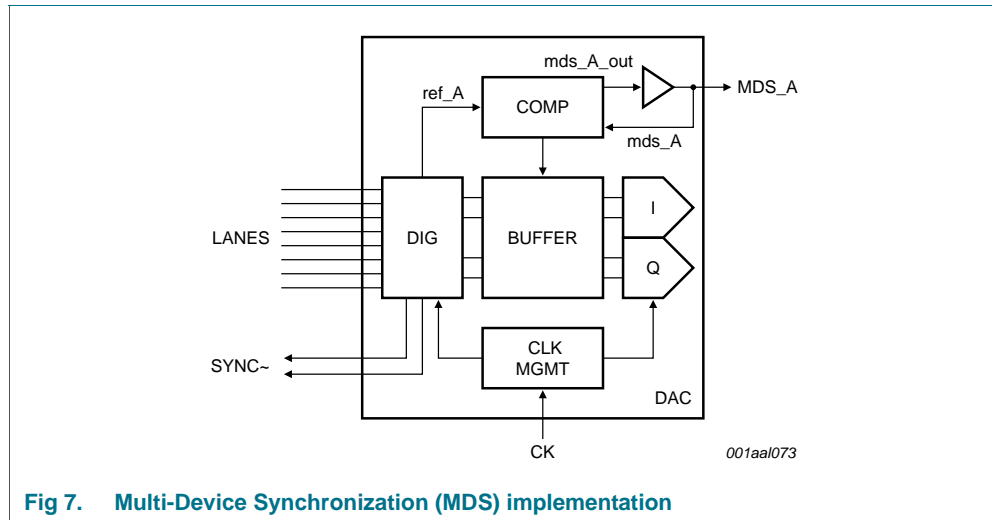 mds_A_out
MDS_A
ref_A
COMP
mds_A
LANES
DIG
BUFFER
I
Q
SYNC~
CLK
MGMT
DAC
CK
001aal073
Fig 7. Multi-Device Synchronization (MDS) implementation